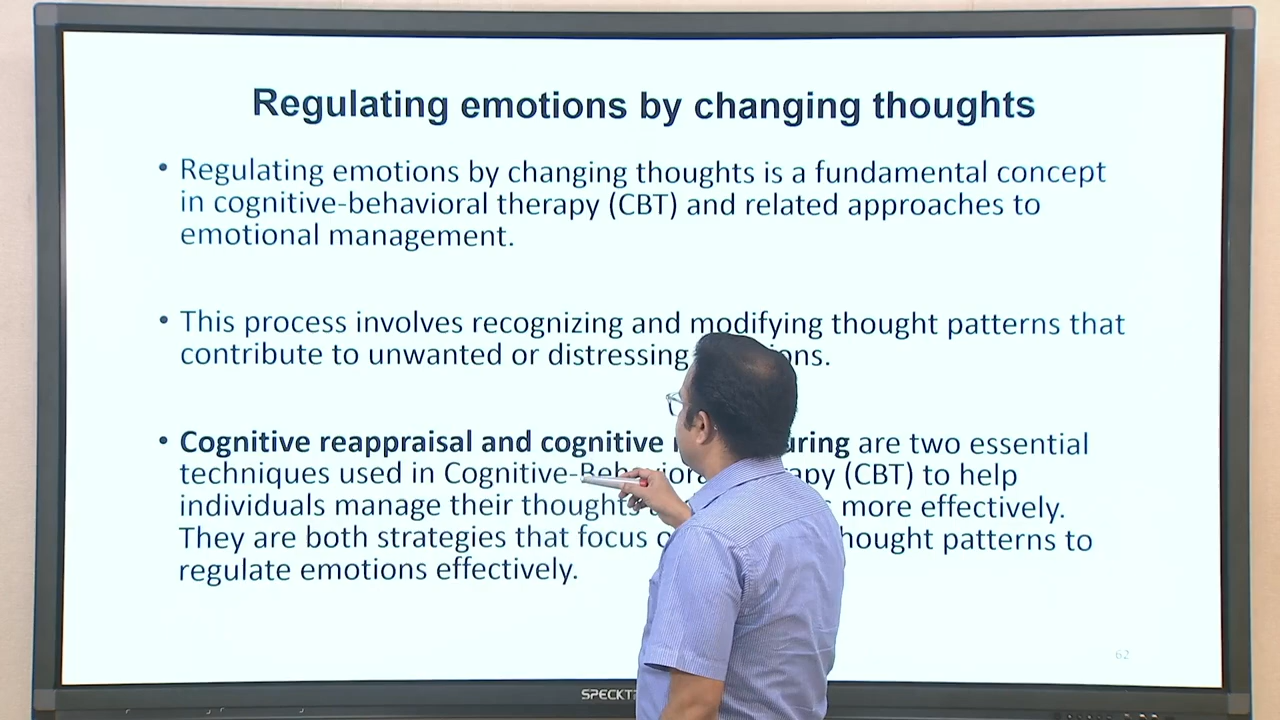 Regulating emotions by changing thoughts
• Regulating emotions by changing thoughts is a fundamental concept
in cognitive-behavioral therapy (CBT) and related approaches to
emotional management.
• This process involves recognizing and modifying thought patterns that
contribute to unwanted or distressing
• Cognitive reappraisal and cognitive are two essential
techniques used in Cognitive- (CBT) to help
individuals manage their thoughts more effectively.
They are both strategies that focus thought patterns to
regulate emotions effectively.
62